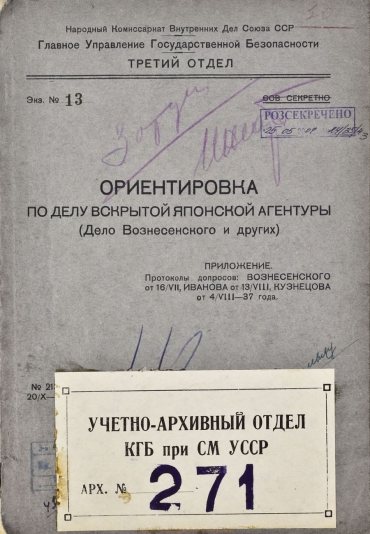 Народный Комиссариат Внутренних Дел Союза ССР
Главное Управление Государственной Безопасности
ТРЕТИЙ ОТДЕЛ
Экз. № 13
СОВ СЕКРЕТНО
РОЗСЕКРЕЧЕНО
ОРИЕНТИРОВКА
ПО ДЕЛУ ВСКРЫТОЙ ЯПОНСКОЙ АГЕНТУРЫ
(Дело Вознесенского и других)
ПРИЛОЖЕНИЕ.
Протоколы допросов: ВОЗНЕСЕНСКОГО
от 16/VII, ИВАНОВА от 13/VIII, КУЗНЕЦОВА
от 4/VIII—37 года.
20/X—
УЧЕТНО-АРХИВНЫЙ ОТДЕЛ
КГБ при СМ УССР
АРХ. № 271